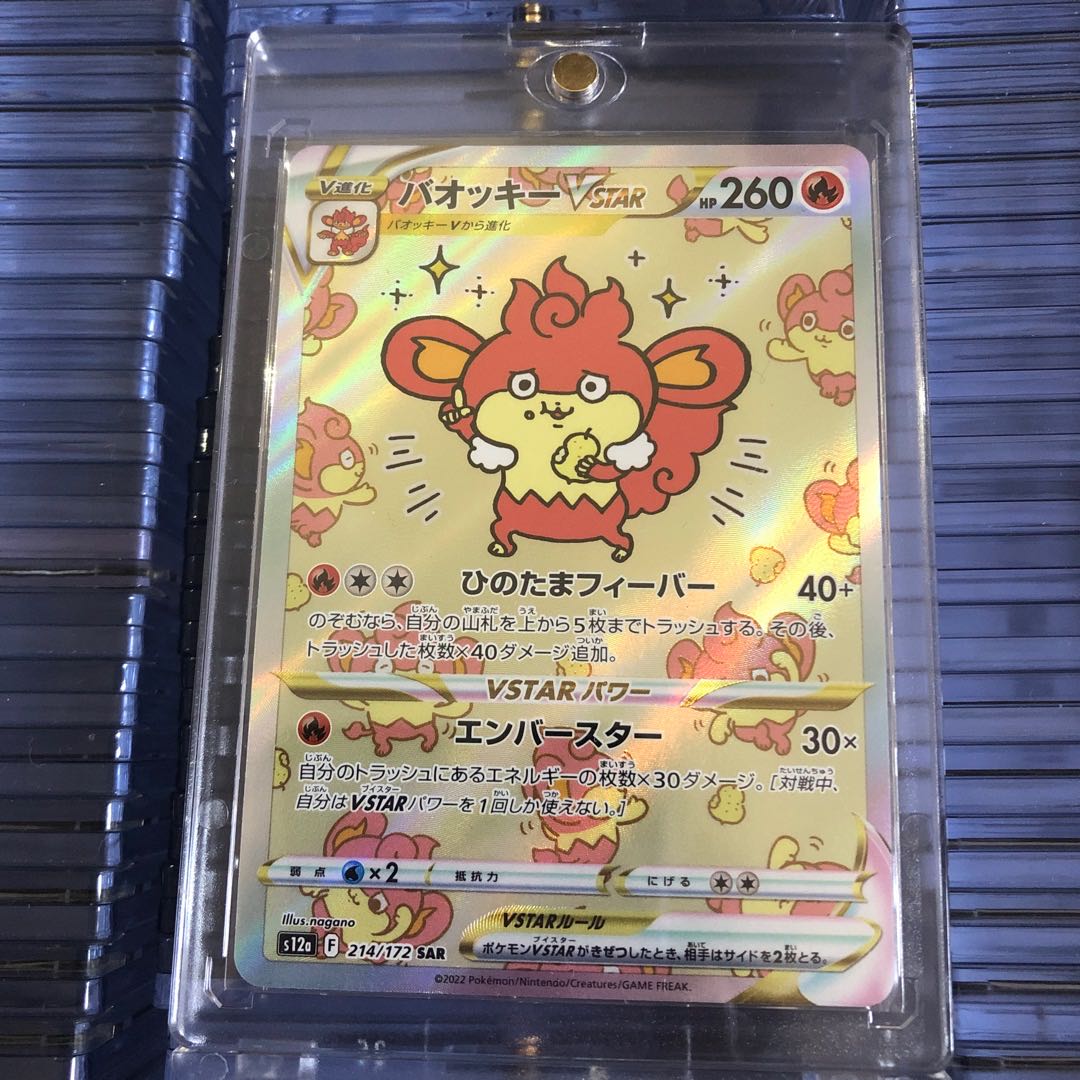 V進化
バオッキーVSTAR
HP 260
バオッキーVから進化
ひのたまフィーバー 40+
のぞむなら、自分の山札を上から5枚までトラッシュする。その後、
トラッシュした枚数×40ダメージ追加。
VSTARパワー
エンバースター 30×
自分のトラッシュにあるエネルギーの枚数×30ダメージ。[対戦中、
自分はVSTARパワーを1回しか使えない。]
弱点 ×2 抵抗力 にげる
Illus.nagano
VSTARルール
s12a F 214/172 SAR
ポケモンVSTARがきぜつしたとき、相手はサイドを2枚とる。
©2022 Pokémon/Nintendo/Creatures/GAME FREAK.